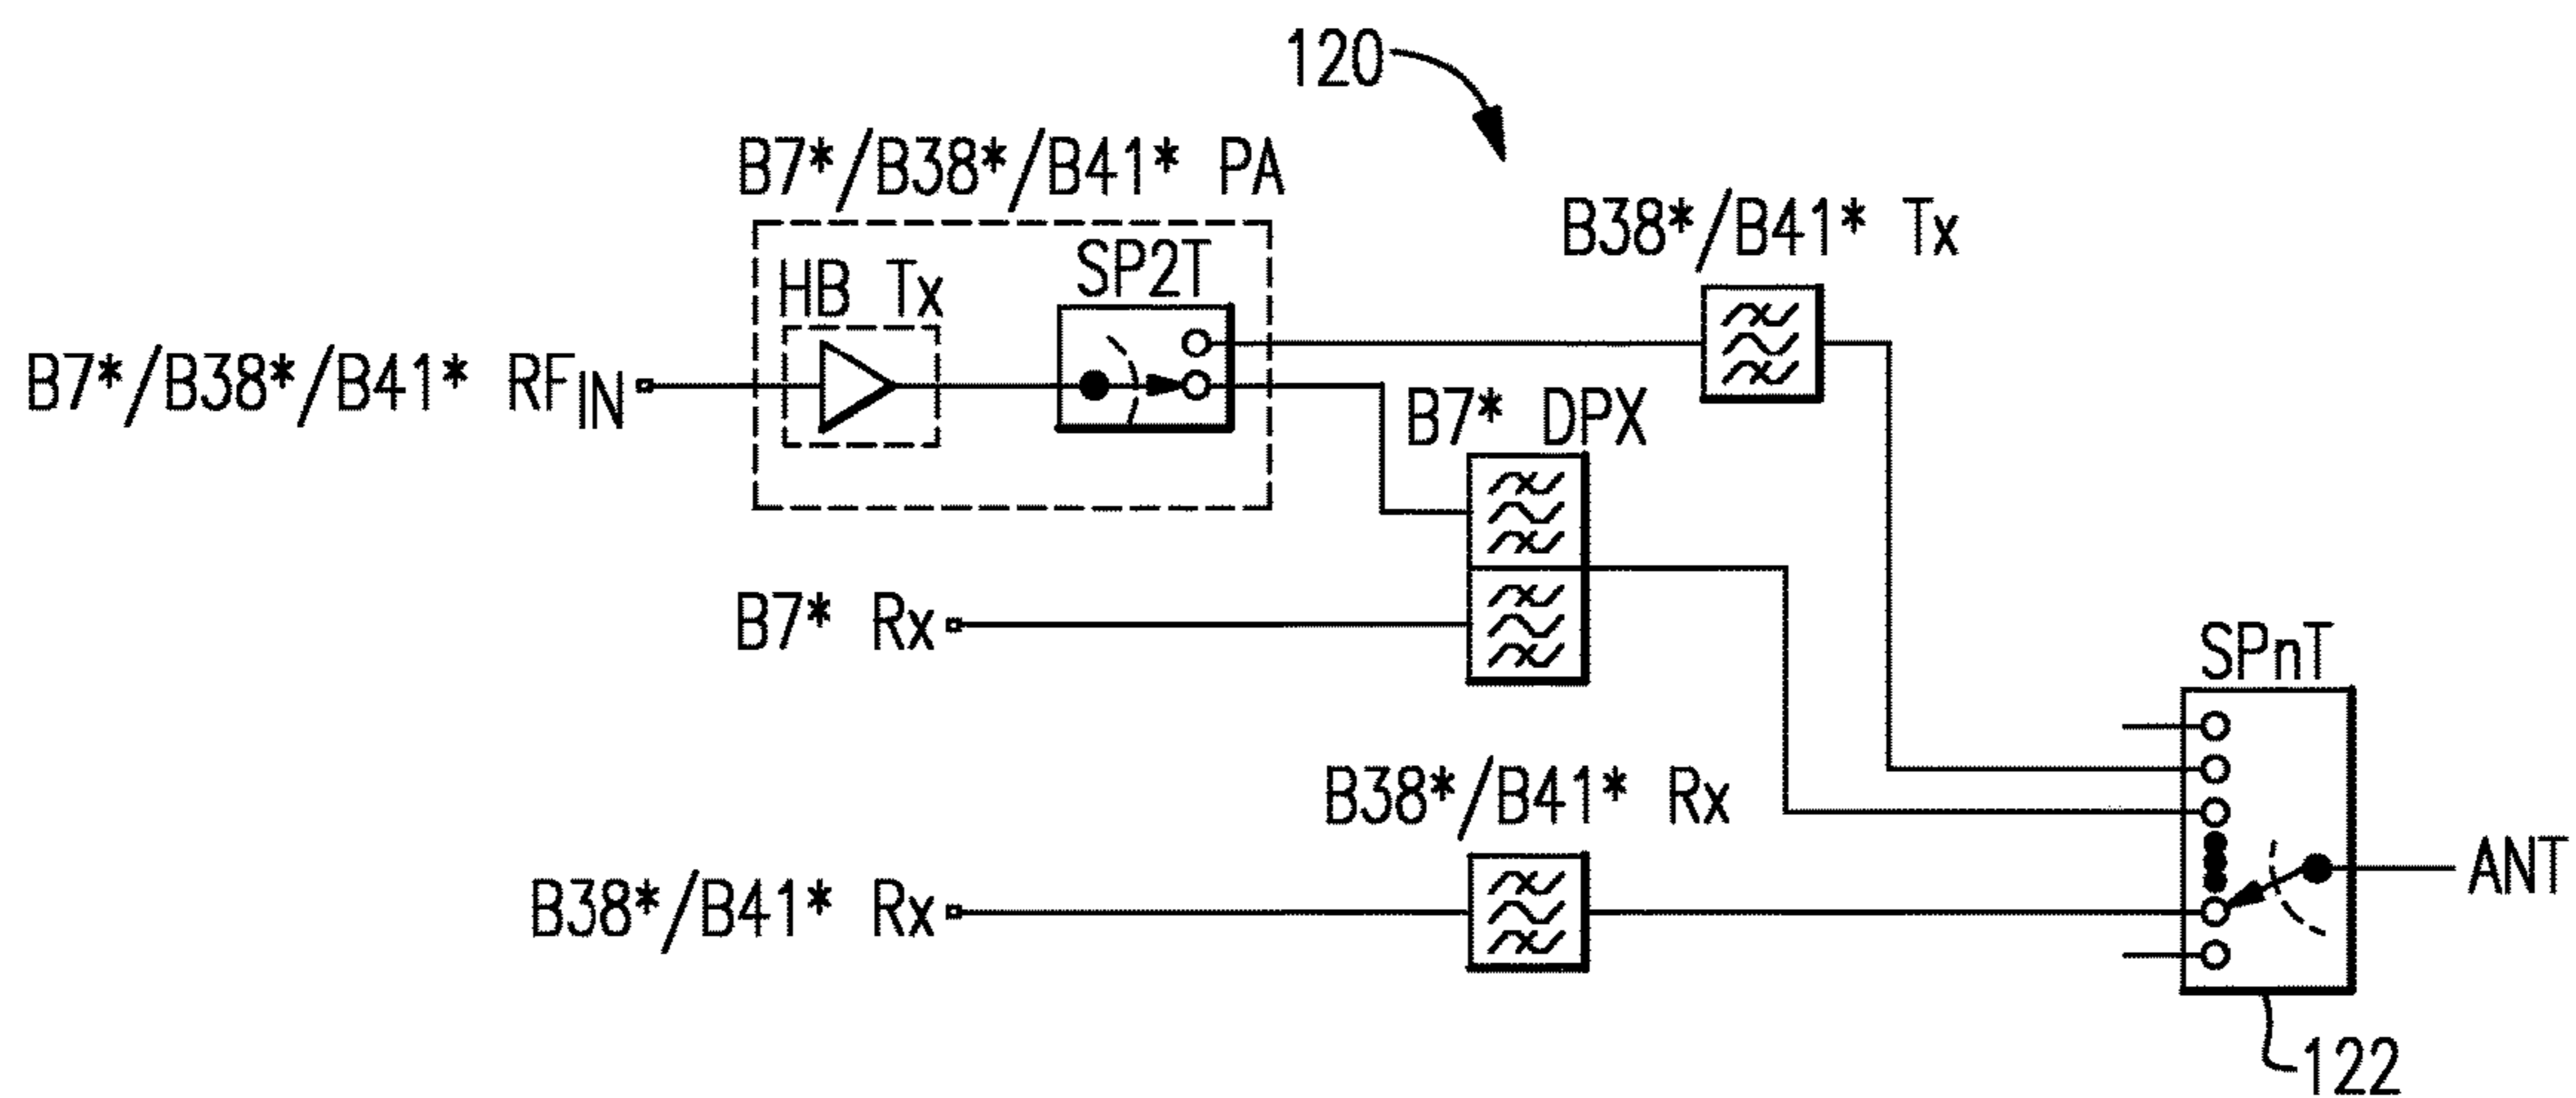 120
B7*/B38*/B41* PA
B38*/B41* Tx
SP2T
HB Tx
B7*/B38*/B41* RFIN
B7* DPX
B7* Rx
SPnT
B38*/B41* Rx
ANT
B38*/B41* Rx
122